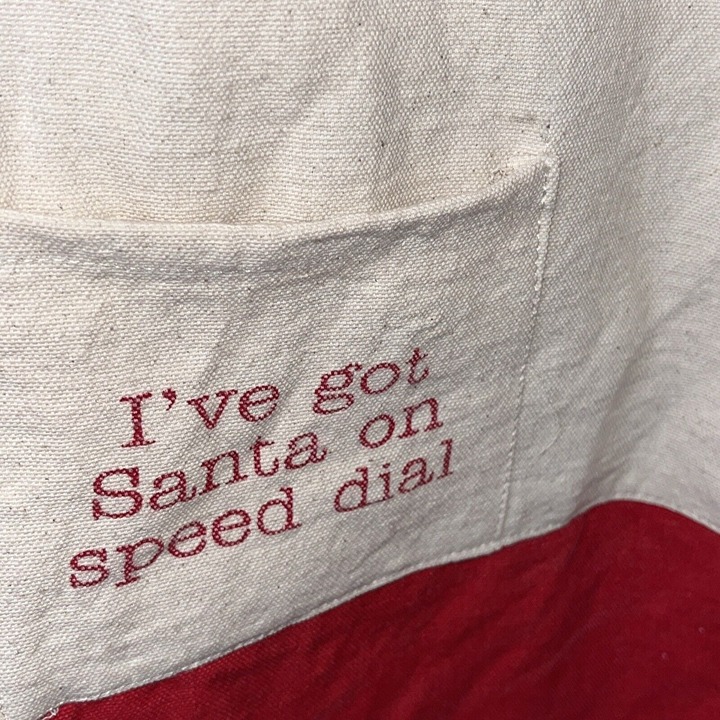 I've got
Santa on
speed dial